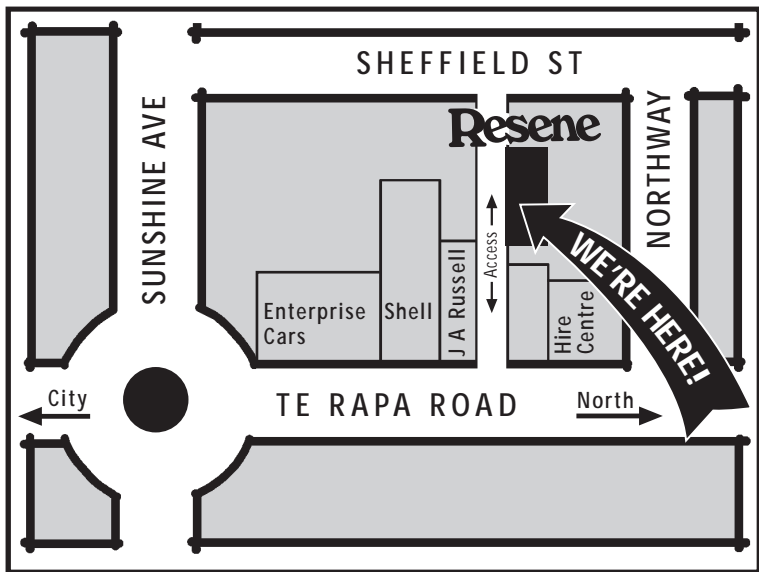 SHEFFIELD ST
SUNSHINE AVE
NORTHWAY
Resene
Access
WE'RE HERE!
Enterprise
Cars
Shell
J A Russell
Hire
Centre
City
TE RAPA ROAD
North